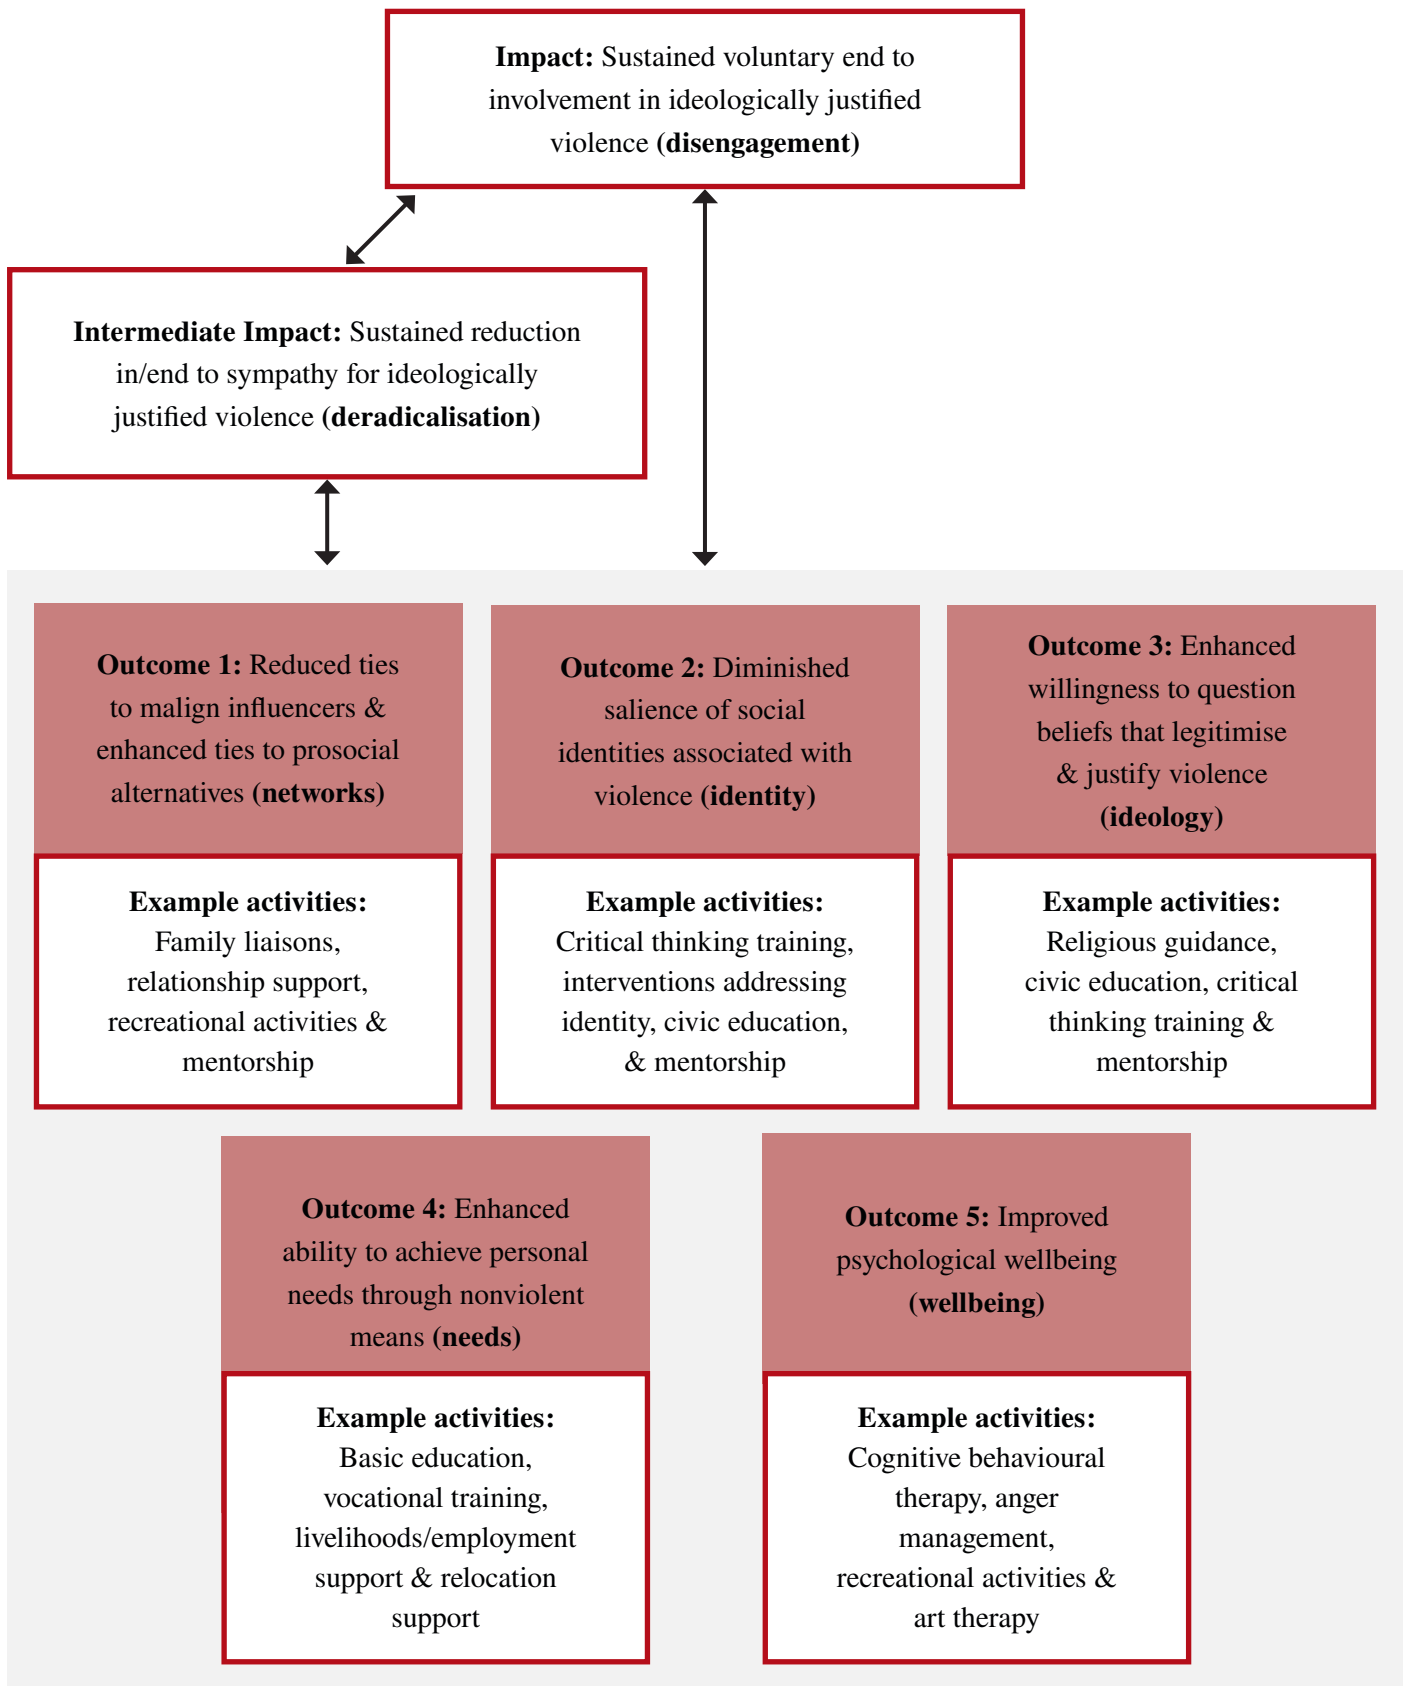 Impact: Sustained voluntary end to
involvement in ideologically justified
violence (disengagement)
Intermediate Impact: Sustained reduction
in/end to sympathy for ideologically
justified violence (deradicalisation)
Outcome 1: Reduced ties
to malign influencers &
enhanced ties to prosocial
alternatives (networks)
Example activities:
Family liaisons,
relationship support,
recreational activities &
mentorship
Outcome 2: Diminished
salience of social
identities associated with
violence (identity)
Example activities:
Critical thinking training,
interventions addressing
identity, civic education,
& mentorship
Outcome 3: Enhanced
willingness to question
beliefs that legitimise
& justify violence
(ideology)
Example activities:
Religious guidance,
civic education, critical
thinking training &
mentorship
Outcome 4: Enhanced
ability to achieve personal
needs through nonviolent
means (needs)
Example activities:
Basic education,
vocational training,
livelihoods/employment
support & relocation
support
Outcome 5: Improved
psychological wellbeing
(wellbeing)
Example activities:
Cognitive behavioural
therapy, anger
management,
recreational activities &
art therapy